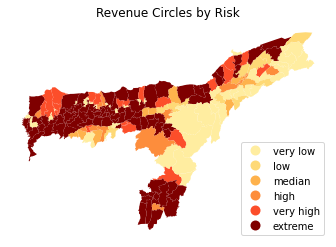 Revenue Circles by Risk
very low
low
median
high
very high
extreme